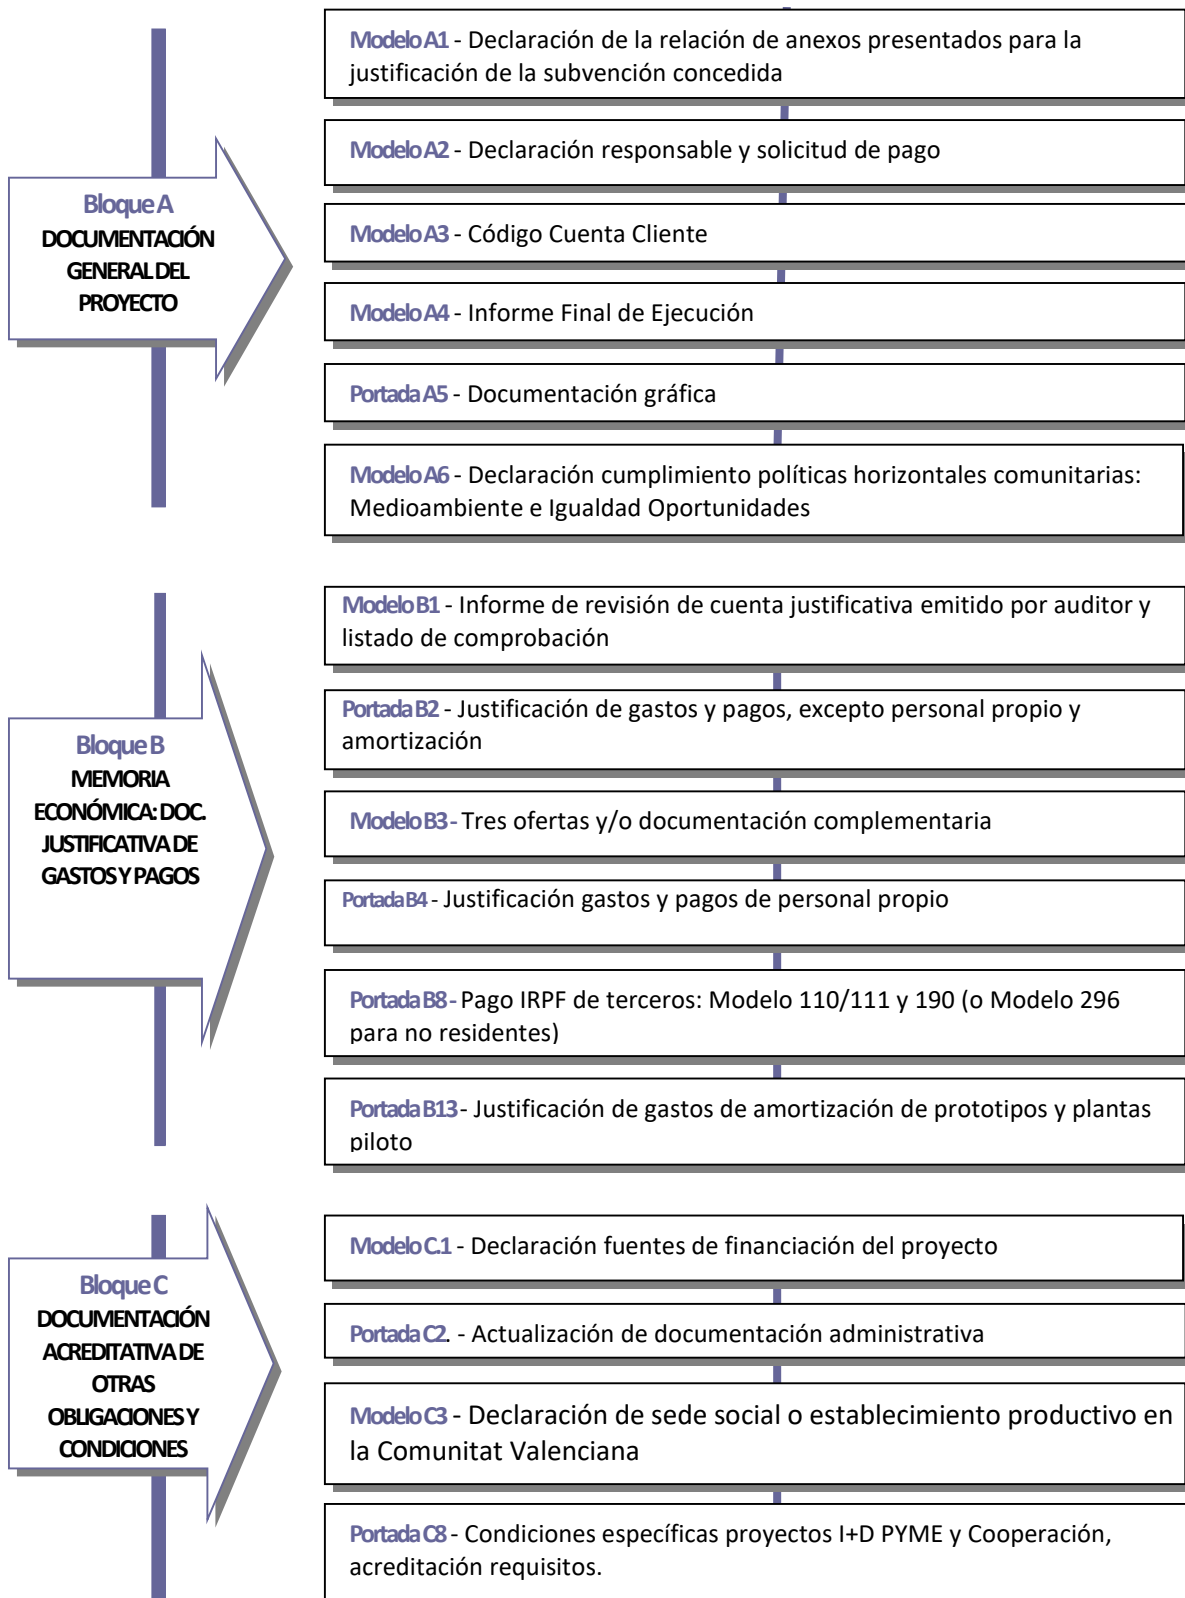 Modelo A1 - Declaración de la relación de anexos presentados para la
justificación de la subvención concedida
Modelo A2 - Declaración responsable y solicitud de pago
Bloque A
DOCUMENTACIÓN
GENERAL DEL
PROYECTO
Modelo A3 - Código Cuenta Cliente
Modelo A4 - Informe Final de Ejecución
Portada A5 - Documentación gráfica
Modelo A6 - Declaración cumplimiento políticas horizontales comunitarias:
Medioambiente e Igualdad Oportunidades
Modelo B1 - Informe de revisión de cuenta justificativa emitido por auditor y
listado de comprobación
Portada B2 - Justificación de gastos y pagos, excepto personal propio y
amortización
Bloque B
MEMORIA
ECONÓMICA: DOC.
JUSTIFICATIVA DE
GASTOS Y PAGOS
Modelo B3 - Tres ofertas y/o documentación complementaria
Portada B4 - Justificación gastos y pagos de personal propio
Portada B8 - Pago IRPF de terceros: Modelo 110/111 y 190 (o Modelo 296
para no residentes)
Portada B13 - Justificación de gastos de amortización de prototipos y plantas
piloto
Modelo C.1 - Declaración fuentes de financiación del proyecto
Bloque C
DOCUMENTACIÓN
ACREDITATIVA DE
OTRAS
OBLIGACIONES Y
CONDICIONES
Portada C2. - Actualización de documentación administrativa
Modelo C3 - Declaración de sede social o establecimiento productivo en
la Comunitat Valenciana
Portada C8 - Condiciones específicas proyectos I+D PYME y Cooperación,
acreditación requisitos.